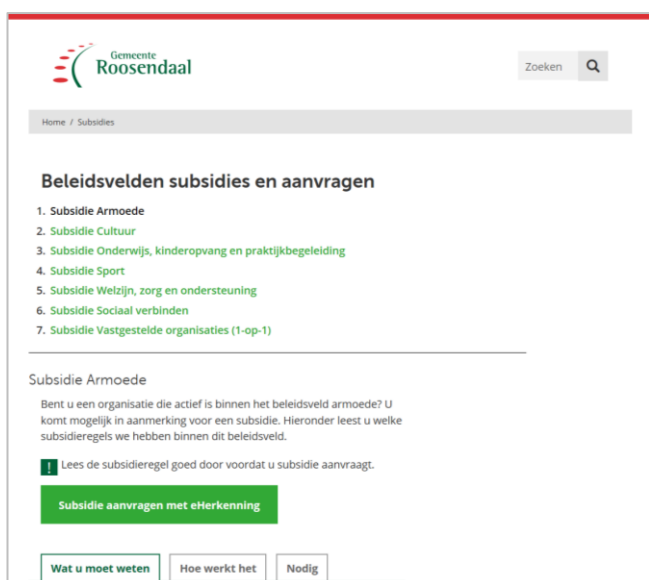 Gemeente
Roosendaal
Zoeken
Home / Subsidies
Beleidsvelden subsidies en aanvragen
1. Subsidie Armoede
2. Subsidie Cultuur
3. Subsidie Onderwijs, kinderopvang en praktijkbegeleiding
4. Subsidie Sport
5. Subsidie Welzijn, zorg en ondersteuning
6. Subsidie Sociaal verbinden
7. Subsidie Vastgestelde organisaties (1-op-1)
Subsidie Armoede
Bent u een organisatie die actief is binnen het beleidsveld armoede? U
komt mogelijk in aanmerking voor een subsidie. Hieronder leest u welke
subsidieregels we hebben binnen dit beleidsveld.
! Lees de subsidieregel goed door voordat u subsidie aanvraagt.
Subsidie aanvragen met eHerkenning
Wat u moet weten Hoe werkt het Nodig